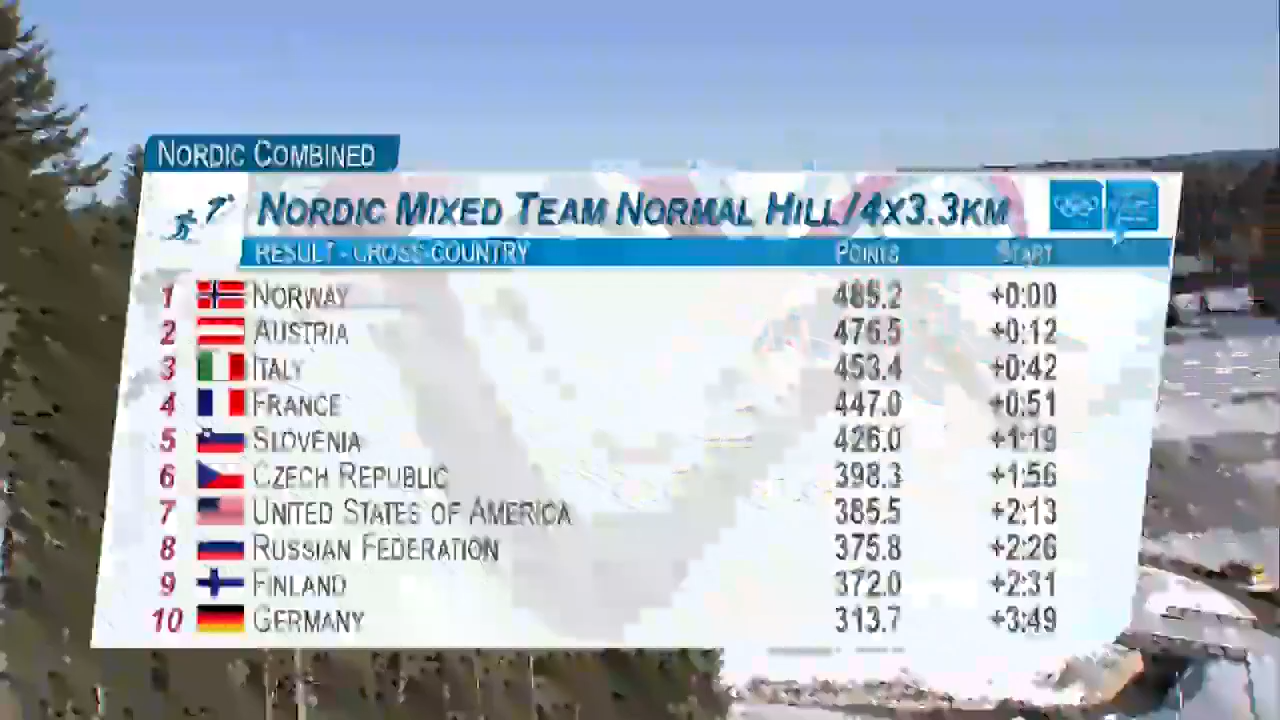 NORDIC COMBINED
NORDIC MIXED TEAM NORMAL HILL/4X3.3KM
RESULT - CROSS-COUNTRY POINTS START
1 NORWAY 485.2 +0:00
2 AUSTRIA 476.5 +0:12
3 ITALY 453.4 +0:42
4 FRANCE 447.0 +0:51
5 SLOVENIA 426.0 +1:19
6 CZECH REPUBLIC 398.3 +1:56
7 UNITED STATES OF AMERICA 385.5 +2:13
8 RUSSIAN FEDERATION 375.8 +2:26
9 FINLAND 372.0 +2:31
10 GERMANY 313.7 +3:49